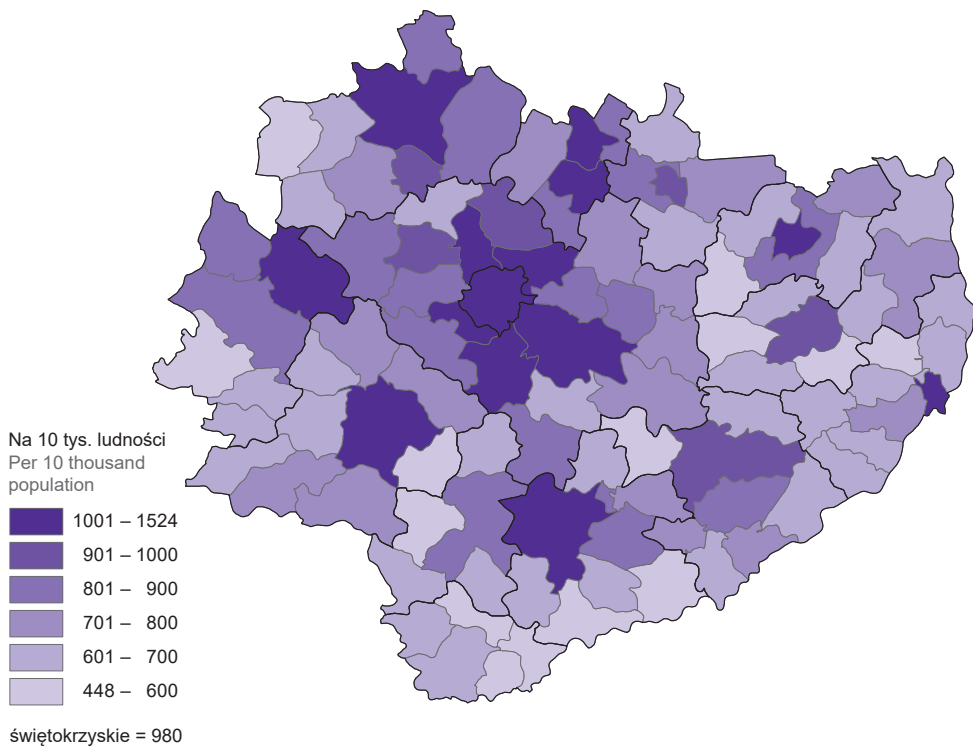 Na 10 tys. ludności
Per 10 thousand
population
1001 – 1524
901 – 1000
801 – 900
701 – 800
601 – 700
448 – 600
świętokrzyskie = 980